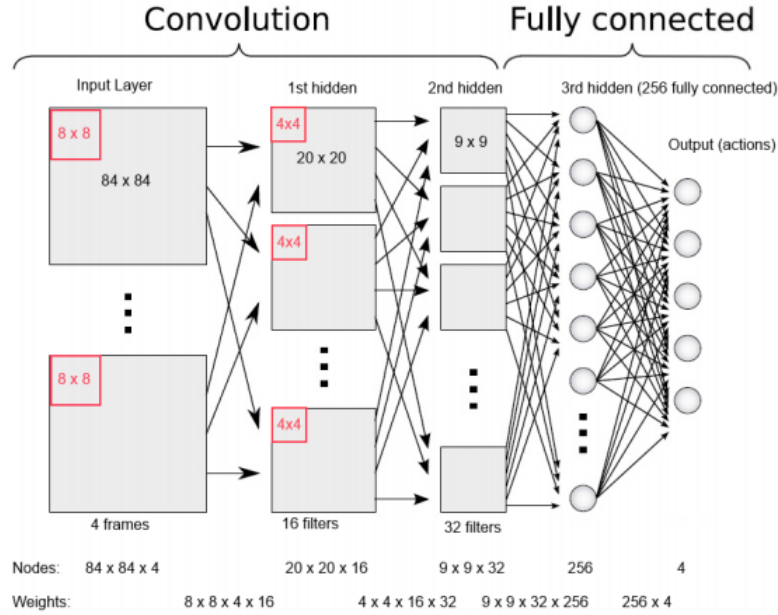 Convolution Fully connected
Input Layer 1st hidden 2nd hidden 3rd hidden (256 fully connected)
Output (actions)
8 x 8
84 x 84
4x4
20 x 20
9 x 9
4x4
8 x 8
4x4
4 frames 16 filters 32 filters
Nodes: 84 x 84 x 4 20 x 20 x 16 9 x 9 x 32 256 4
Weights: 8 x 8 x 4 x 16 4 x 4 x 16 x 32 9 x 9 x 32 x 256 256 x 4